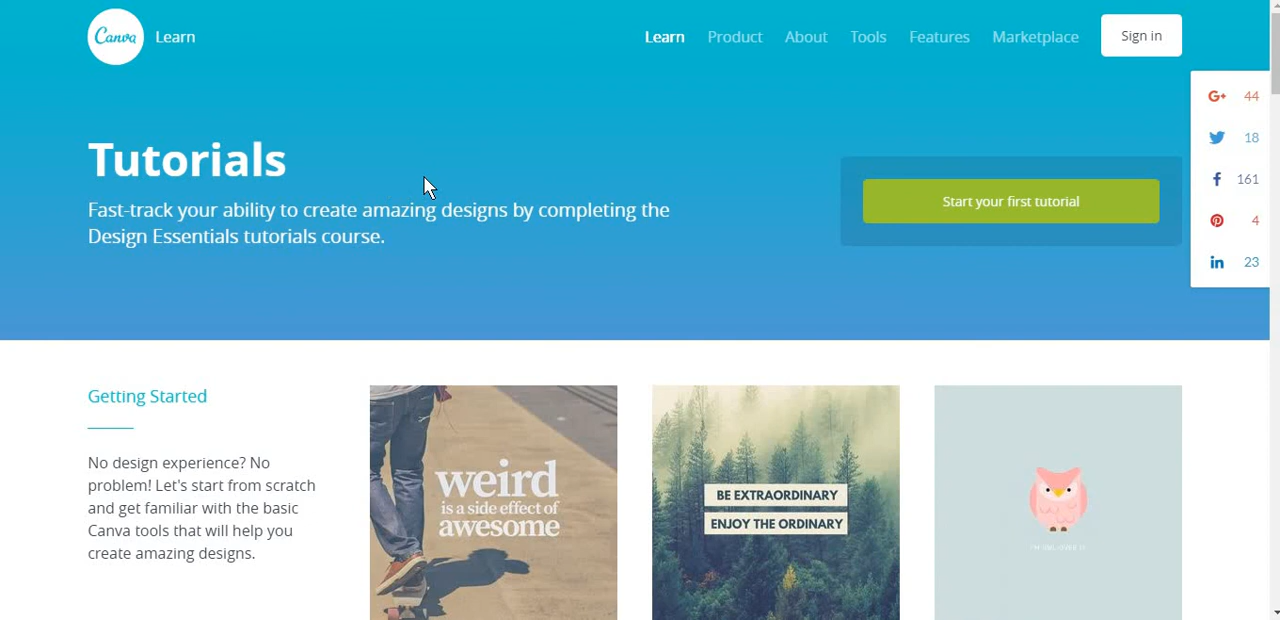 Canva
Learn
Learn
Product
About
Tools
Features
Marketplace
Sign in
44
18
161
4
23
Tutorials
Fast-track your ability to create amazing designs by completing the
Design Essentials tutorials course.
Start your first tutorial
Getting Started
No design experience? No
problem! Let's start from scratch
and get familiar with the basic
Canva tools that will help you
create amazing designs.
weird
is a side effect of
awesome
BE EXTRAORDINARY
ENJOY THE ORDINARY